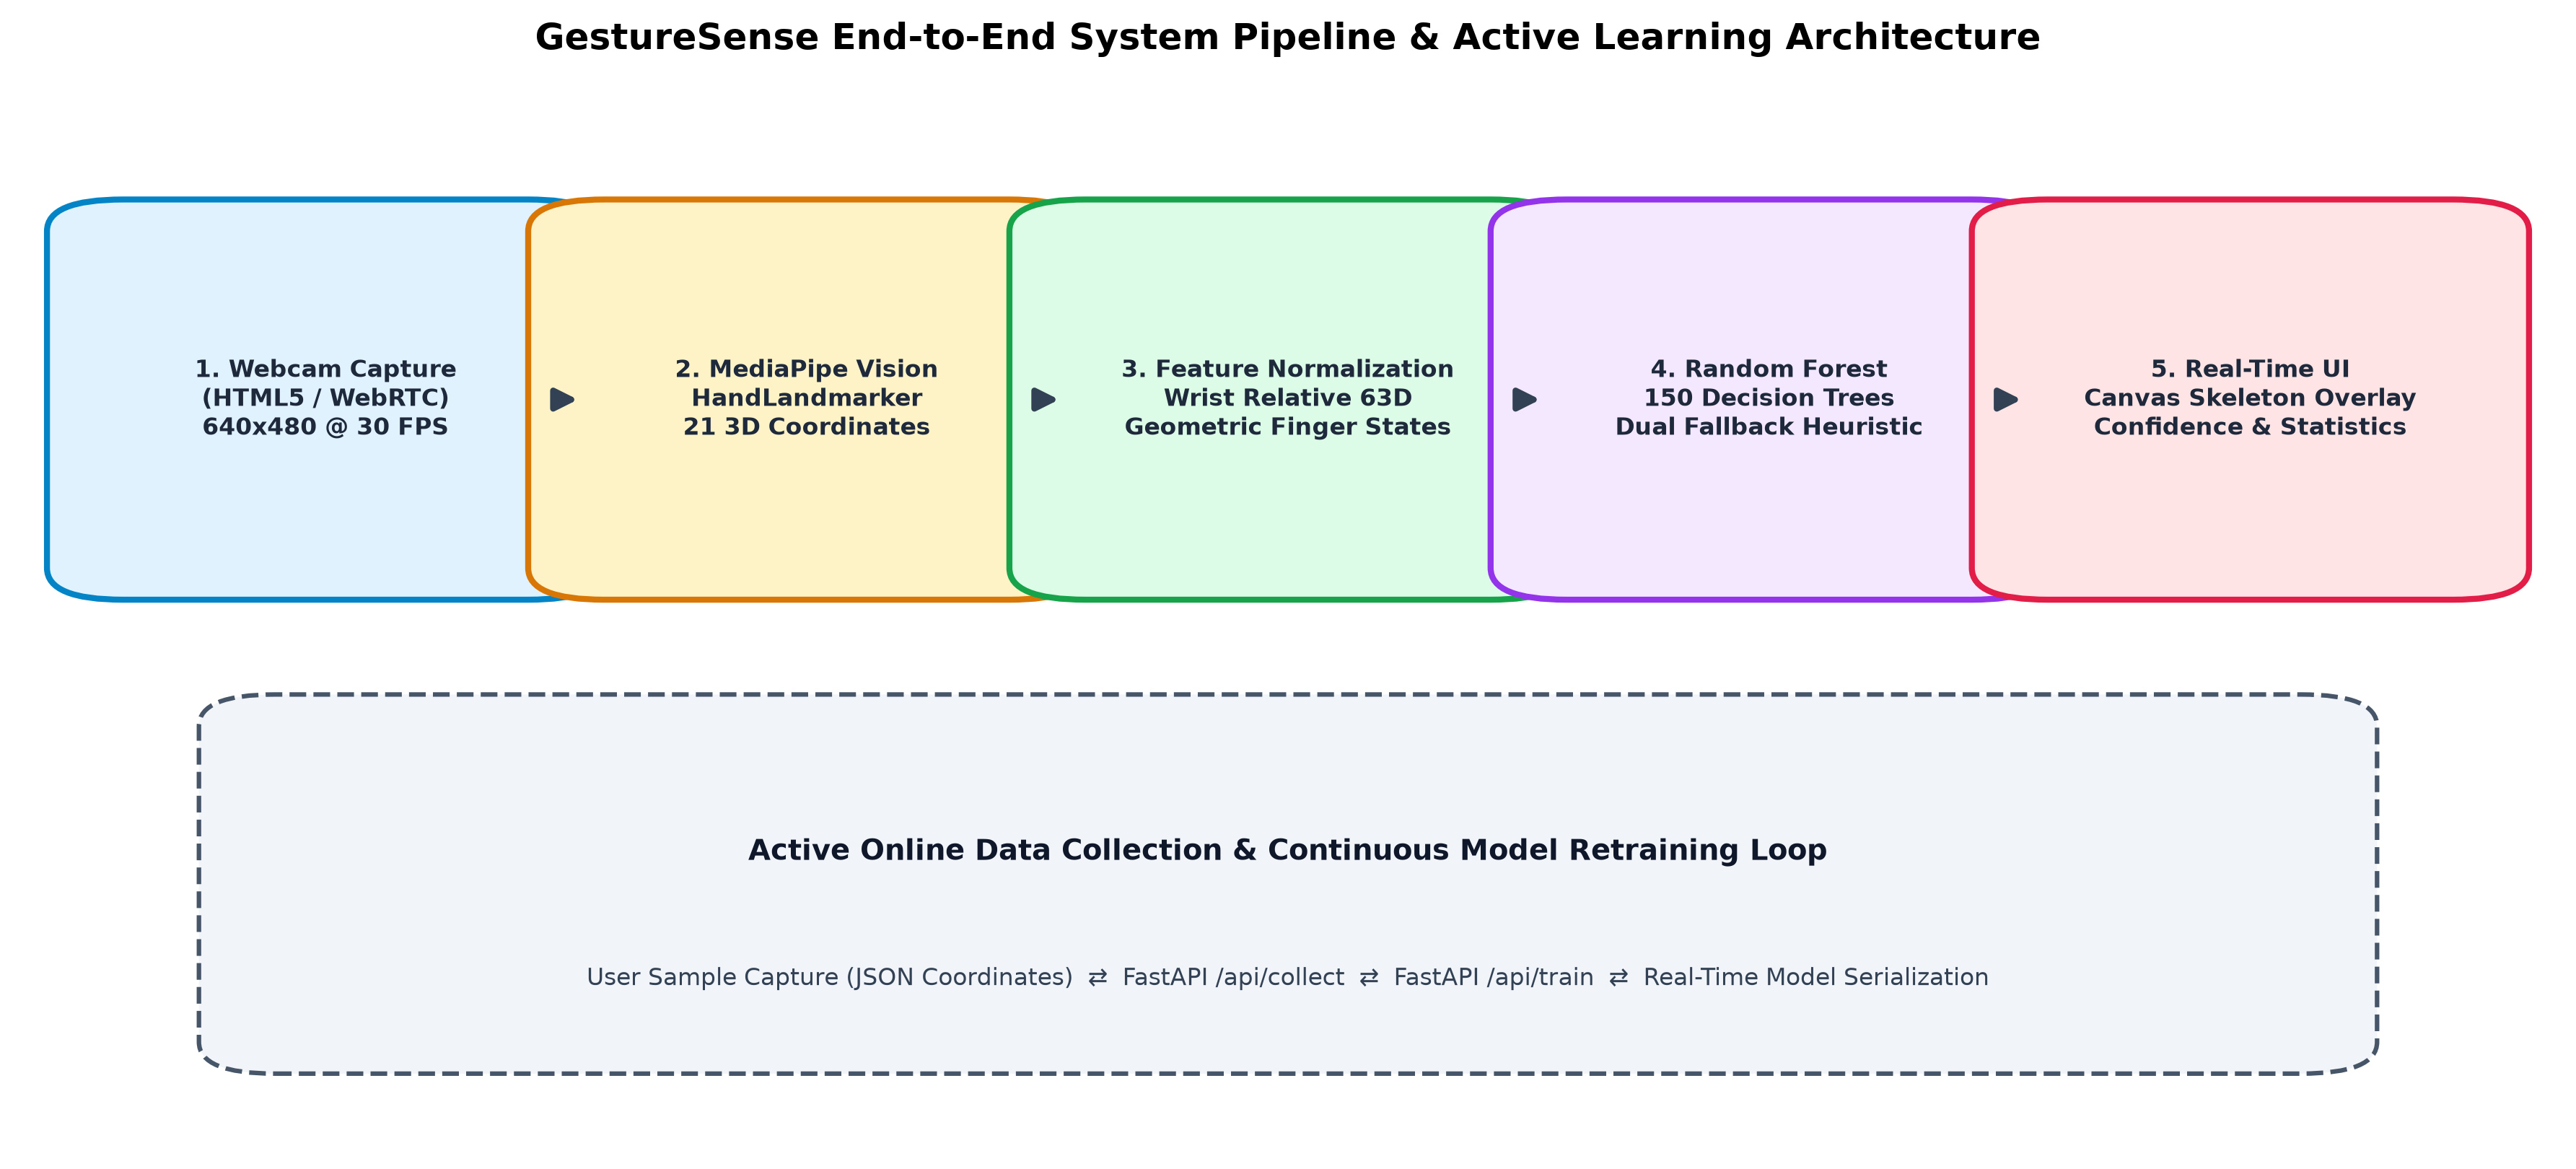 GestureSense End-to-End System Pipeline & Active Learning Architecture
1. Webcam Capture
(HTML5 / WebRTC)
640x480 @ 30 FPS
2. MediaPipe Vision
HandLandmarker
21 3D Coordinates
3. Feature Normalization
Wrist Relative 63D
Geometric Finger States
4. Random Forest
150 Decision Trees
Dual Fallback Heuristic
5. Real-Time UI
Canvas Skeleton Overlay
Confidence & Statistics
Active Online Data Collection & Continuous Model Retraining Loop
User Sample Capture (JSON Coordinates) ⇄ FastAPI /api/collect ⇄ FastAPI /api/train ⇄ Real-Time Model Serialization